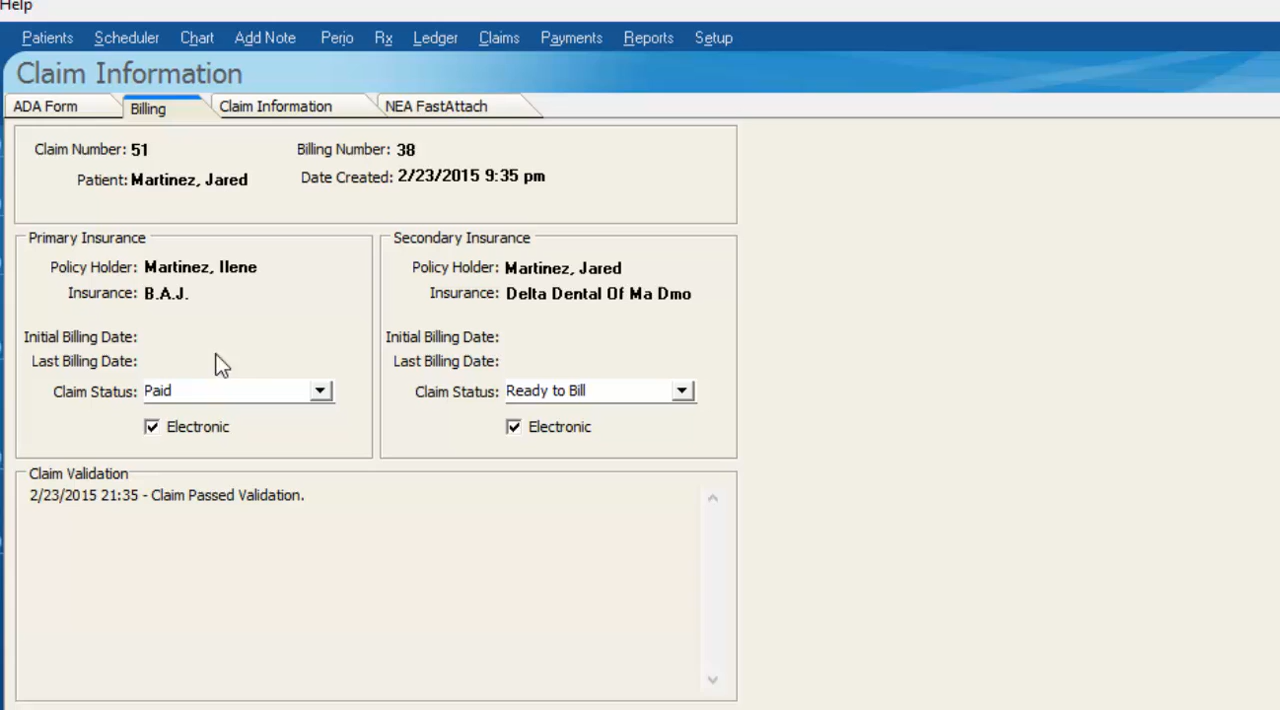 Help
Patients Scheduler Chart Add Note Perio Rx Ledger Claims Payments Reports Setup
Claim Information
ADA Form Billing Claim Information NEA FastAttach
Claim Number: 51 Billing Number: 38
Patient: Martinez, Jared Date Created: 2/23/2015 9:35 pm
Primary Insurance Secondary Insurance
Policy Holder: Martinez, Ilene Policy Holder: Martinez, Jared
Insurance: B.A.J. Insurance: Delta Dental Of Ma Dmo
Initial Billing Date: Initial Billing Date:
Last Billing Date: Last Billing Date:
Claim Status: Paid Claim Status: Ready to Bill
Electronic Electronic
Claim Validation
2/23/2015 21:35 - Claim Passed Validation.